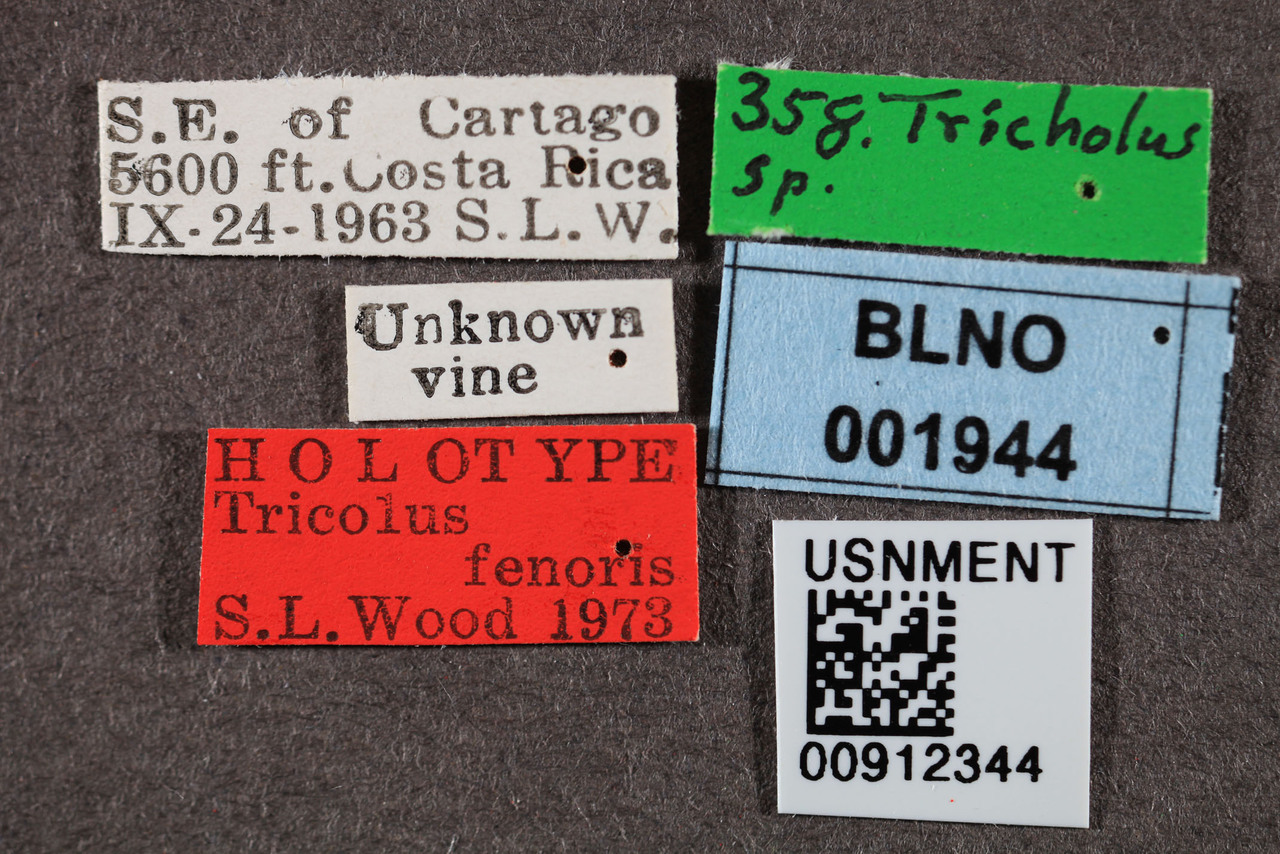 S.E. of Cartago
5600 ft. Costa Rica
IX-24-1963 S.L.W.
Unknown
vine
HOLOTYPE
Tricolus
fenoris
S.L. Wood 1973
358. Tricholus
sp.
BLNO
001944
USNMENT
00912344